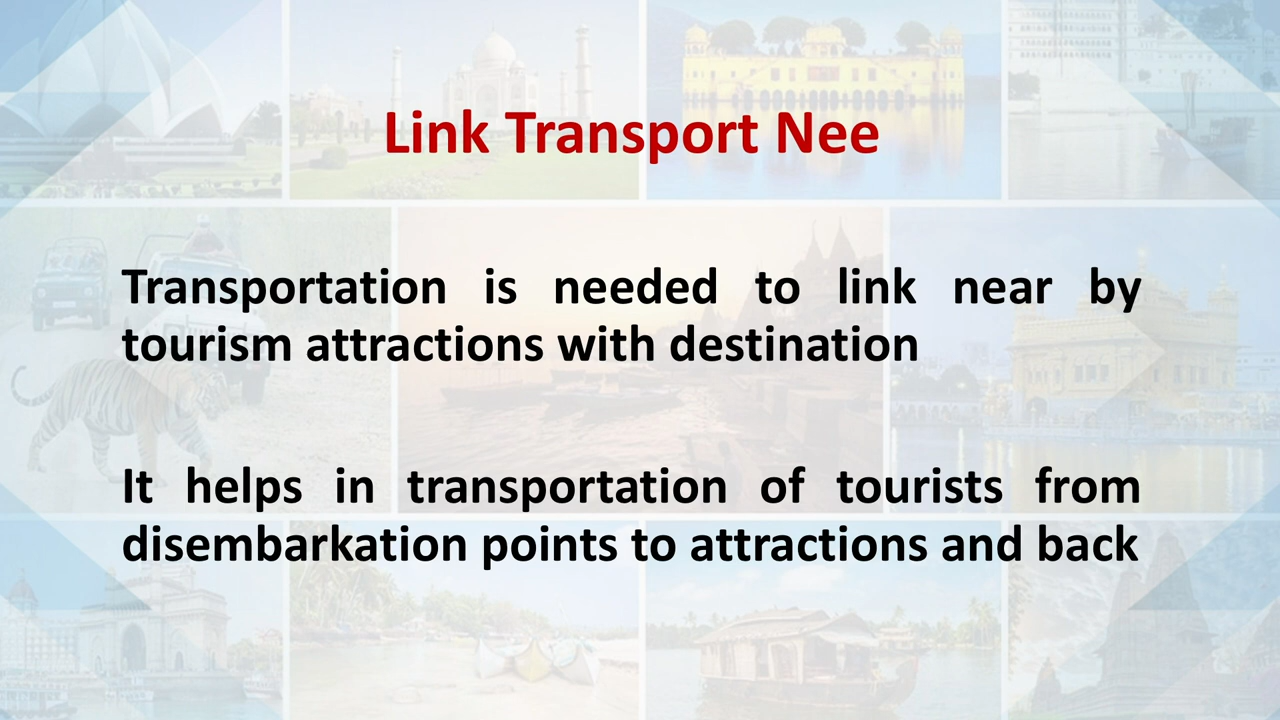 Link Transport Nee
Transportation is needed to link near by
tourism attractions with destination
It helps in transportation of tourists from
disembarkation points to attractions and back